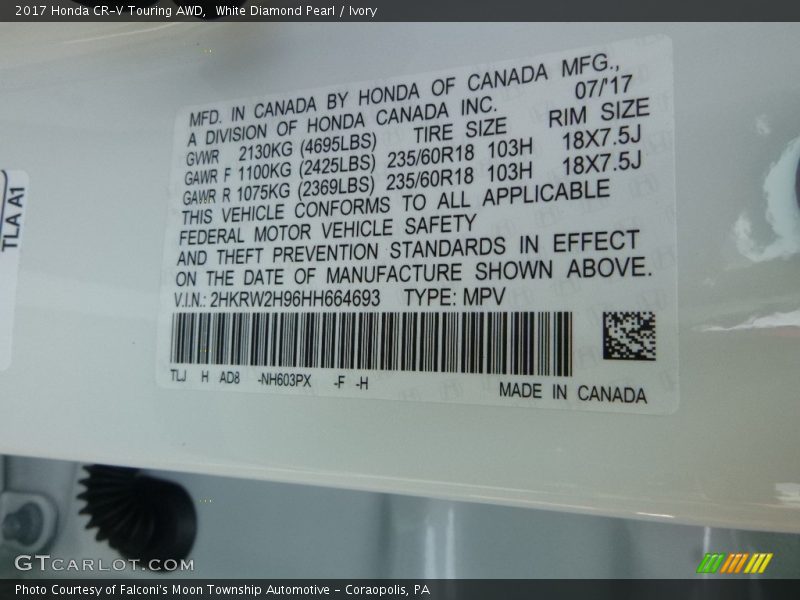 2017 Honda CR-V Touring AWD, White Diamond Pearl / Ivory
MFD. IN CANADA BY HONDA OF CANADA MFG.,
A DIVISION OF HONDA CANADA INC. 07/'17
GVWR 2130KG (4695LBS) TIRE SIZE RIM SIZE
GAWR F 1100KG (2425LBS) 235/60R18 103H 18X7.5J
GAWR R 1075KG (2369LBS) 235/60R18 103H 18X7.5J
THIS VEHICLE CONFORMS TO ALL APPLICABLE
FEDERAL MOTOR VEHICLE SAFETY
AND THEFT PREVENTION STANDARDS IN EFFECT
ON THE DATE OF MANUFACTURE SHOWN ABOVE.
V.I.N.: 2HKRW2H96HH664693 TYPE: MPV
TLJ H AD8 -NH603PX -F -H
MADE IN CANADA
TLA A1
GTCARLOT.COM
Photo Courtesy of Falconi's Moon Township Automotive - Coraopolis, PA